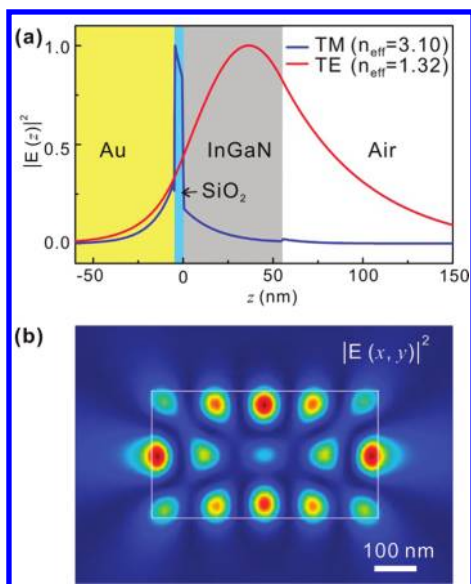 (a)
TM (n_eff=3.10)
TE (n_eff=1.32)
1.0
0.5
0.0
|E(z)|²
Au
InGaN
Air
SiO₂
-50
0
50
100
150
z (nm)
(b)
|E (x, y)|²
100 nm